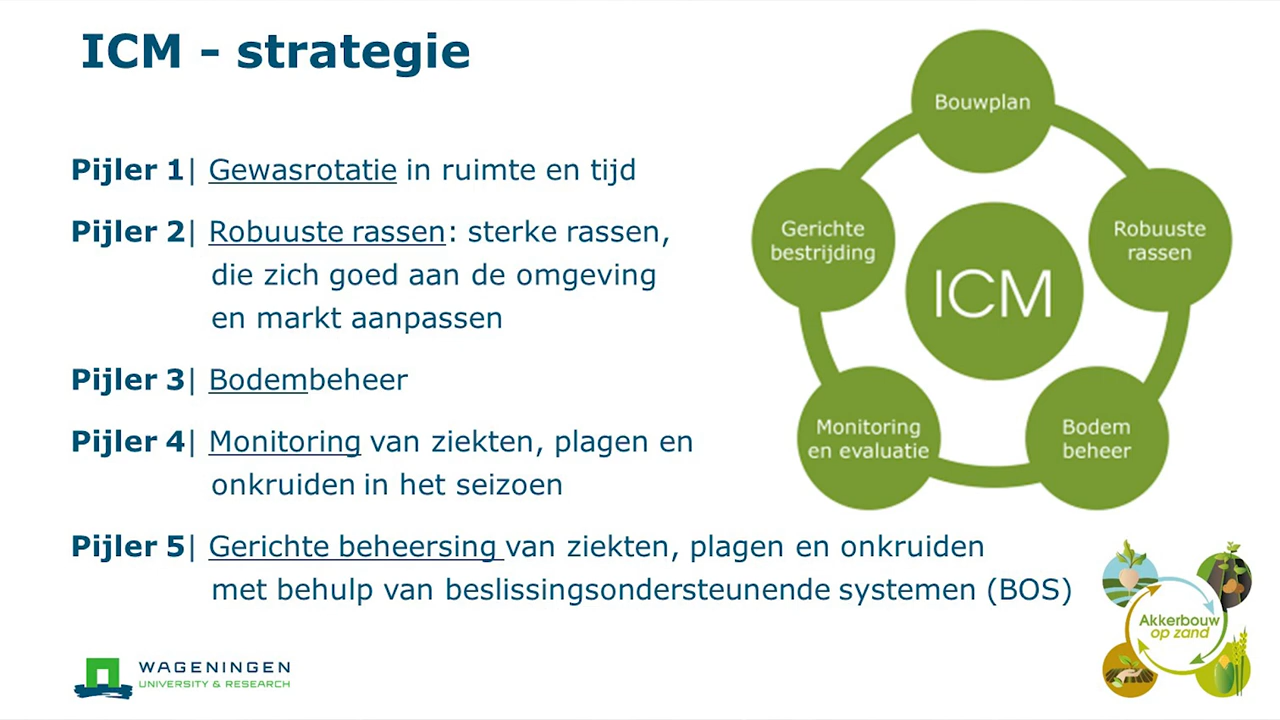 ICM - strategie
Pijler 1| Gewasrotatie in ruimte en tijd
Pijler 2| Robuuste rassen: sterke rassen,
die zich goed aan de omgeving
en markt aanpassen
Pijler 3| Bodembeheer
Pijler 4| Monitoring van ziekten, plagen en
onkruiden in het seizoen
Pijler 5| Gerichte beheersing van ziekten, plagen en onkruiden
met behulp van beslissingsondersteunende systemen (BOS)
Bouwplan
Gerichte
bestrijding
Robuuste
rassen
ICM
Monitoring
en evaluatie
Bodem
beheer
Akkerbouw
op zand
WAGENINGEN
UNIVERSITY & RESEARCH